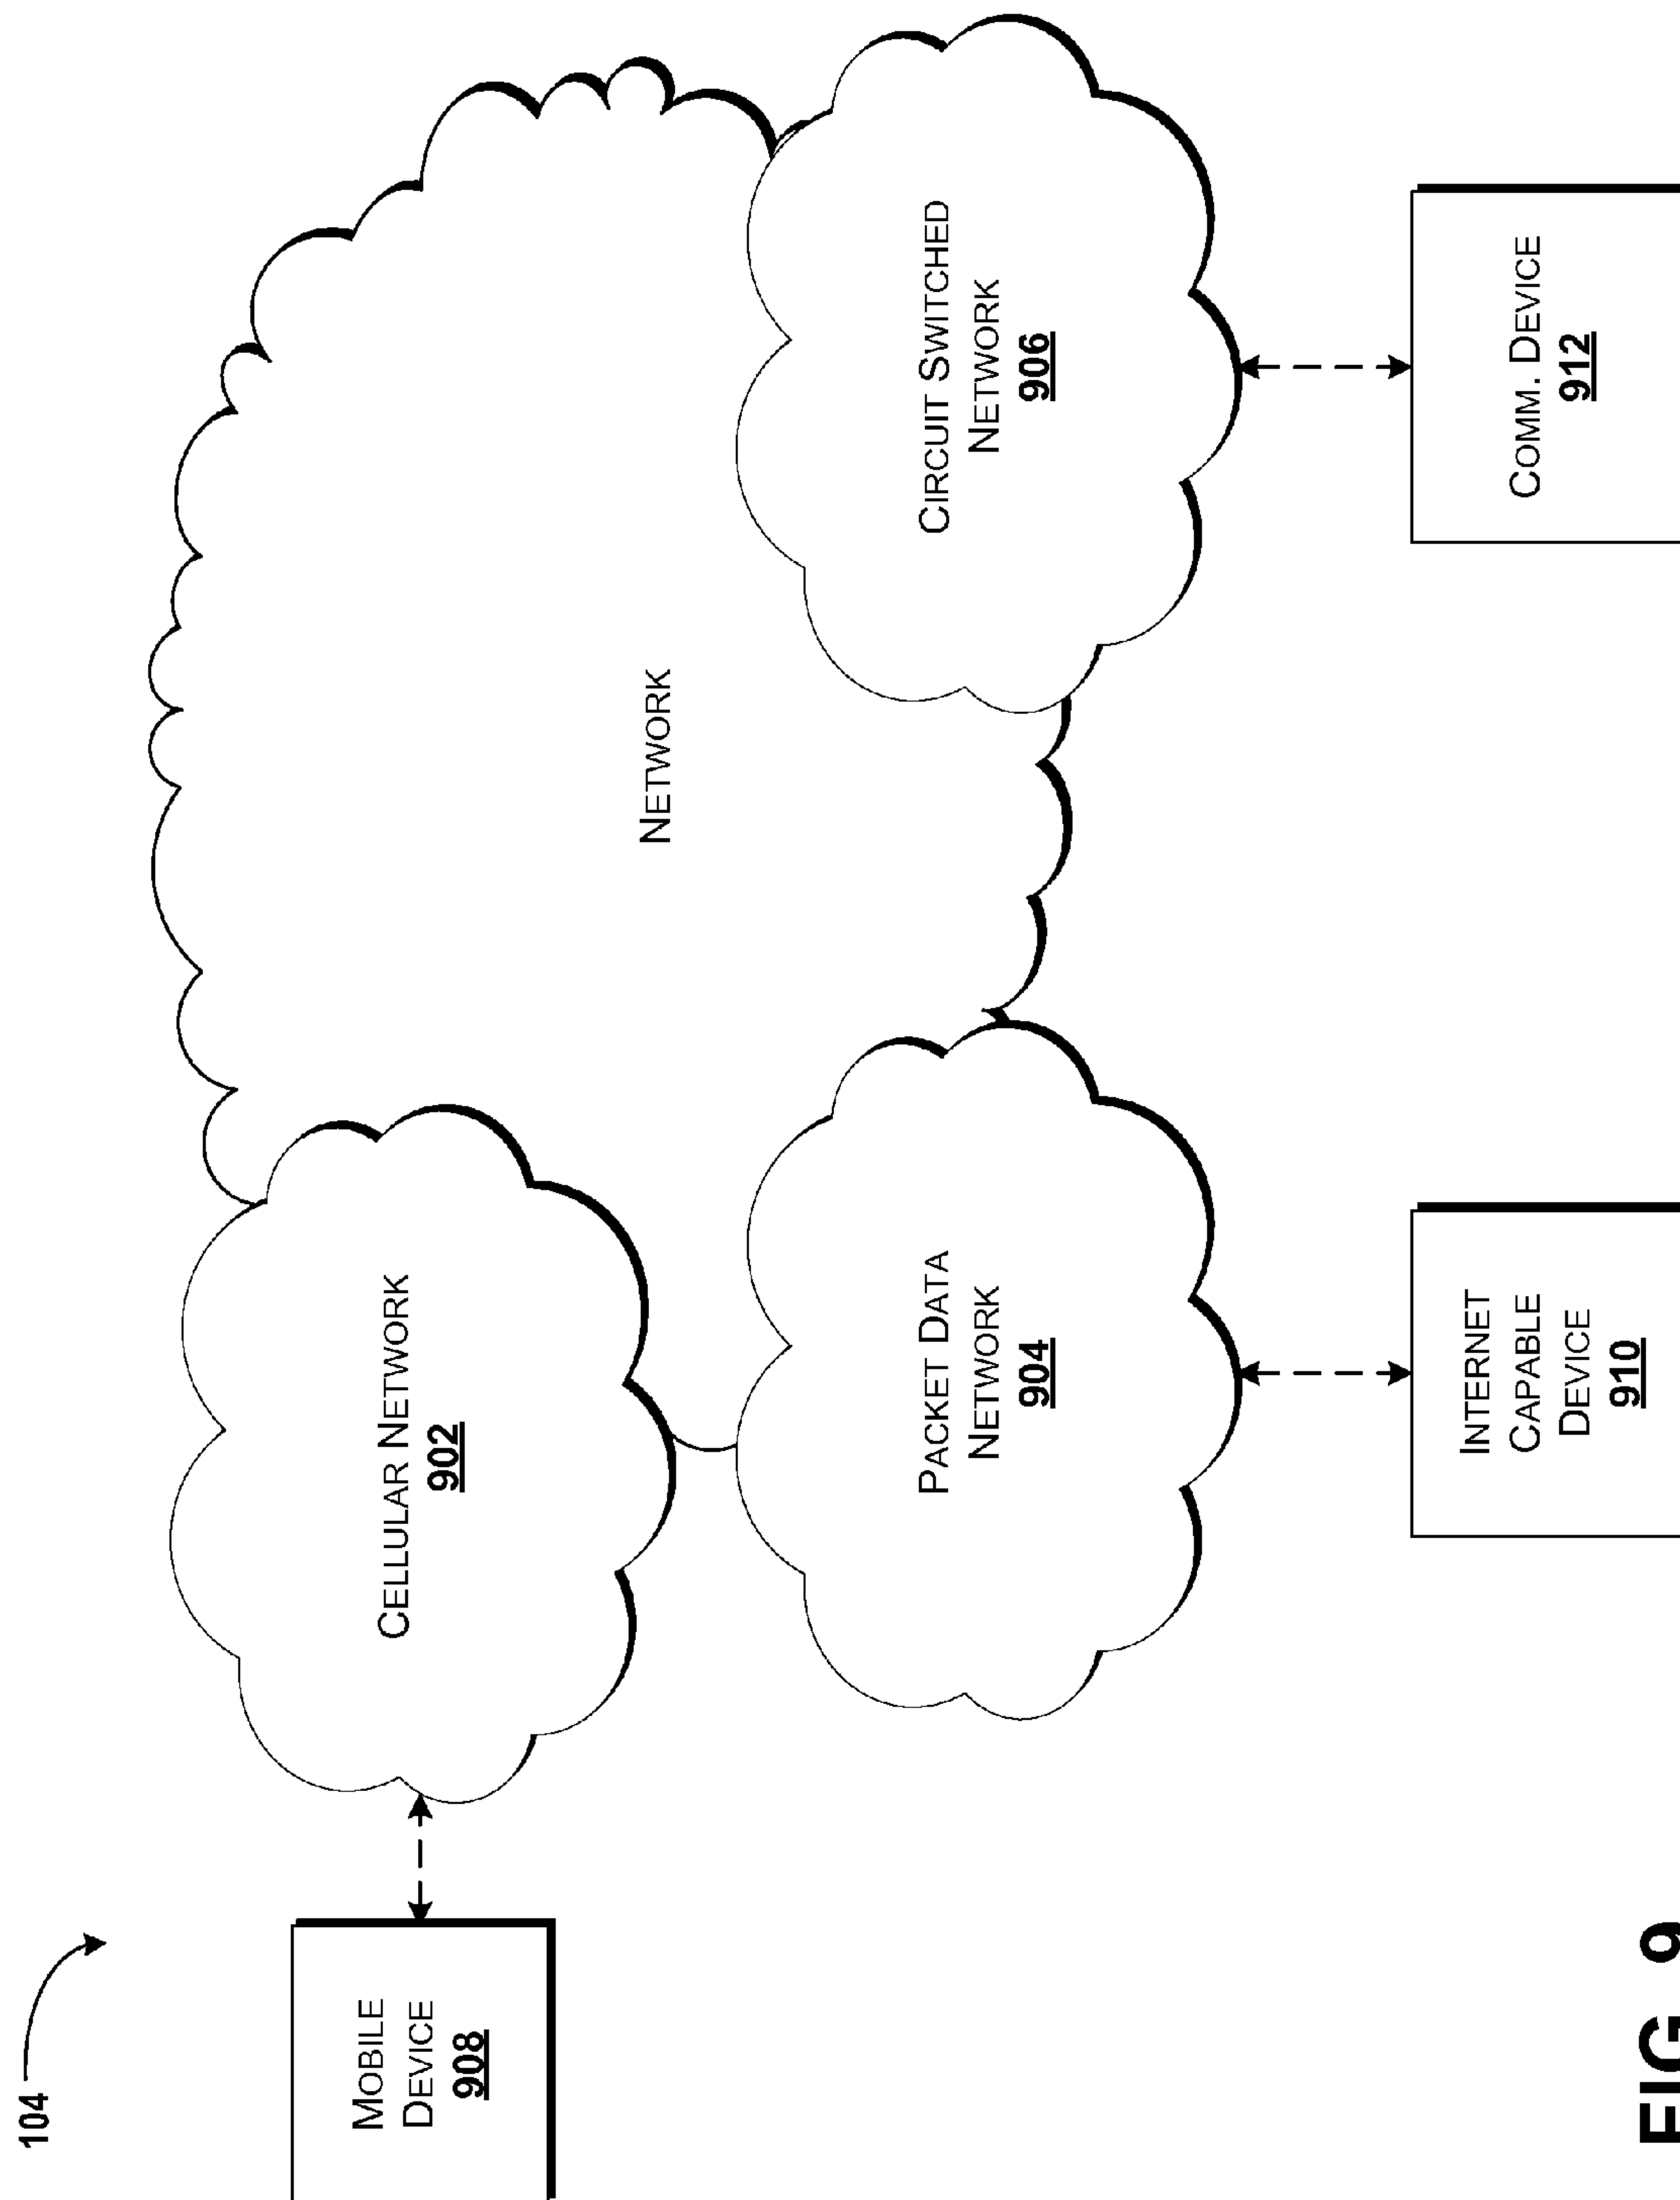 104
MOBILE
DEVICE
908
CELLULAR NETWORK
902
NETWORK
PACKET DATA
NETWORK
904
CIRCUIT SWITCHED
NETWORK
906
INTERNET
CAPABLE
DEVICE
910
COMM. DEVICE
912
FIG. 9